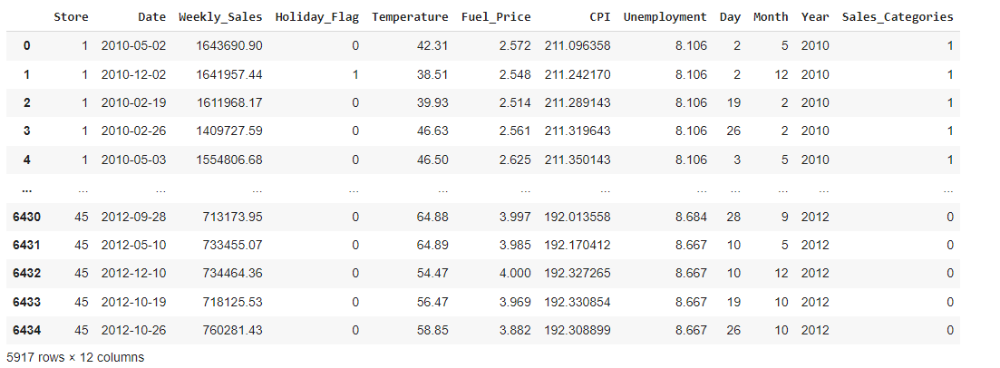 Store Date Weekly_Sales Holiday_Flag Temperature Fuel_Price CPI Unemployment Day Month Year Sales_Categories
0 1 2010-05-02 1643690.90 0 42.31 2.572 211.096358 8.106 2 5 2010 1
1 1 2010-12-02 1641957.44 1 38.51 2.548 211.242170 8.106 2 12 2010 1
2 1 2010-02-19 1611968.17 0 39.93 2.514 211.289143 8.106 19 2 2010 1
3 1 2010-02-26 1409727.59 0 46.63 2.561 211.319643 8.106 26 2 2010 1
4 1 2010-05-03 1554806.68 0 46.50 2.625 211.350143 8.106 3 5 2010 1
... ... ... ... ... ... ... ... ... ... ... ... ...
6430 45 2012-09-28 713173.95 0 64.88 3.997 192.013558 8.684 28 9 2012 0
6431 45 2012-05-10 733455.07 0 64.89 3.985 192.170412 8.667 10 5 2012 0
6432 45 2012-12-10 734464.36 0 54.47 4.000 192.327265 8.667 10 12 2012 0
6433 45 2012-10-19 718125.53 0 56.47 3.969 192.330854 8.667 19 10 2012 0
6434 45 2012-10-26 760281.43 0 58.85 3.882 192.308899 8.667 26 10 2012 0
5917 rows × 12 columns